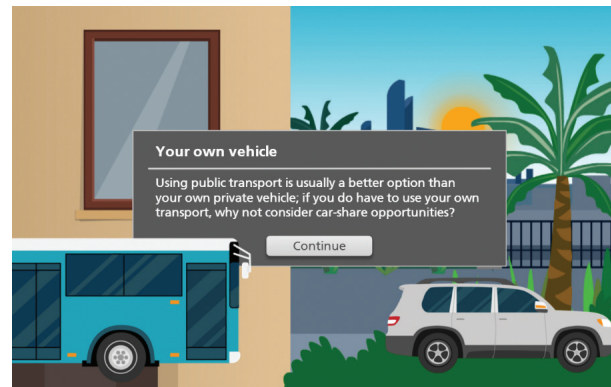 Your own vehicle
Using public transport is usually a better option than
your own private vehicle; if you do have to use your own
transport, why not consider car-share opportunities?
Continue